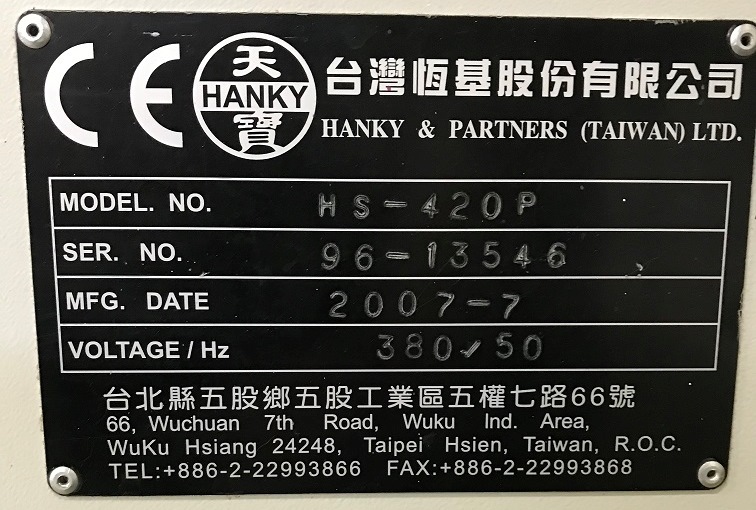 CE 天 HANKY 寶 台灣恆基股份有限公司
HANKY & PARTNERS (TAIWAN) LTD.
MODEL. NO. HS-420P
SER. NO. 96-13546
MFG. DATE 2007-7
VOLTAGE / Hz 380/50
台北縣五股鄉五股工業區五權七路66號
66, Wuchuan 7th Road, Wuku Ind. Area,
WuKu Hsiang 24248, Taipei Hsien, Taiwan, R.O.C.
TEL:+886-2-22993866 FAX:+886-2-22993868